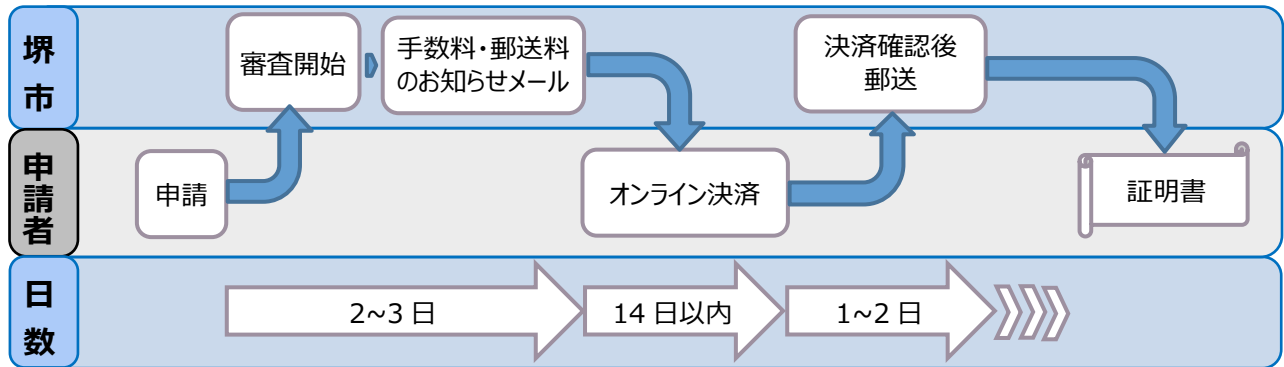 堺市
審査開始
手数料・郵送料
のお知らせメール
決済確認後
郵送
申請者
申請
オンライン決済
証明書
日数
2~3 日
14 日以内
1~2 日